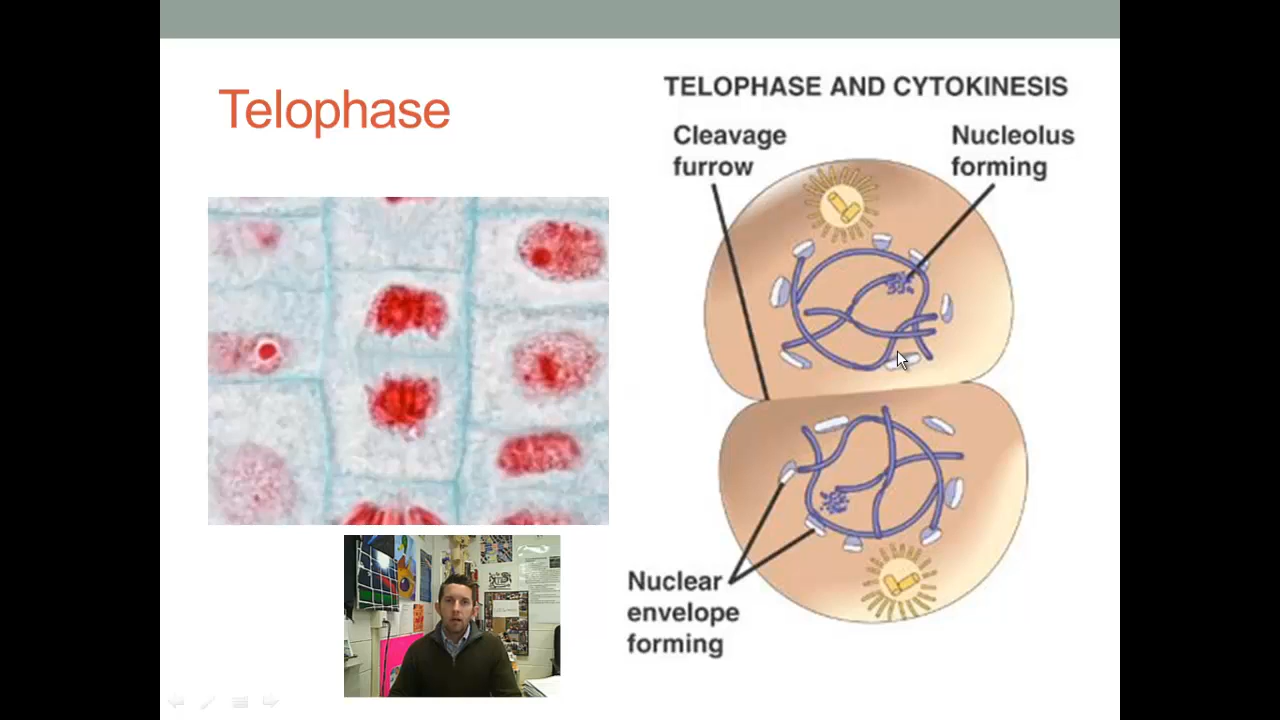 Telophase
TELOPHASE AND CYTOKINESIS
Cleavage
furrow
Nucleolus
forming
Nuclear
envelope
forming